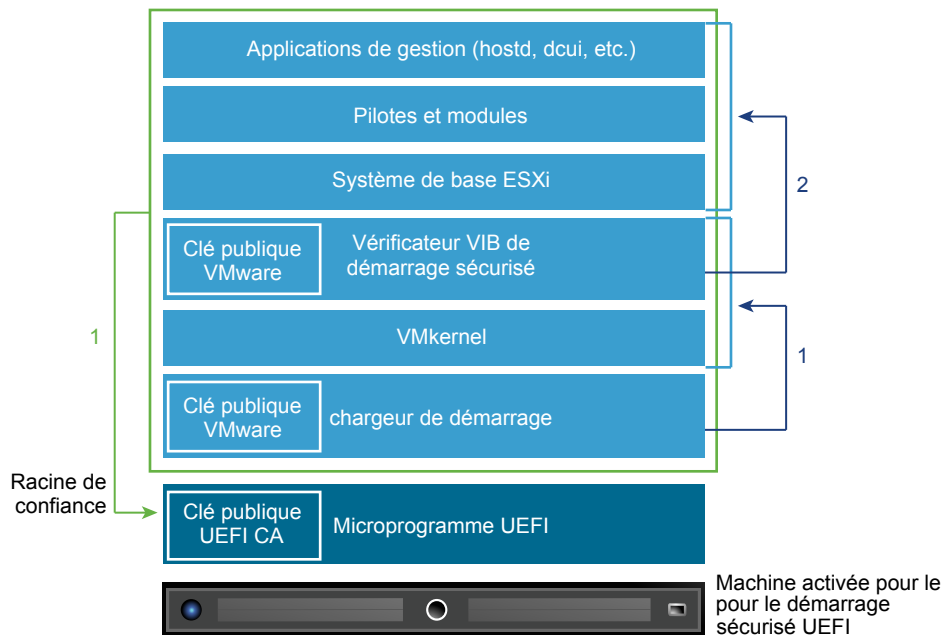 Applications de gestion (hostd, dcui, etc.)
Pilotes et modules
Système de base ESXi
2
Clé publique
VMware
Vérificateur VIB de
démarrage sécurisé
1
VMkernel
1
Clé publique
VMware
chargeur de démarrage
Racine de
confiance
Clé publique
UEFI CA
Microprogramme UEFI
Machine activée pour le
pour le démarrage
sécurisé UEFI